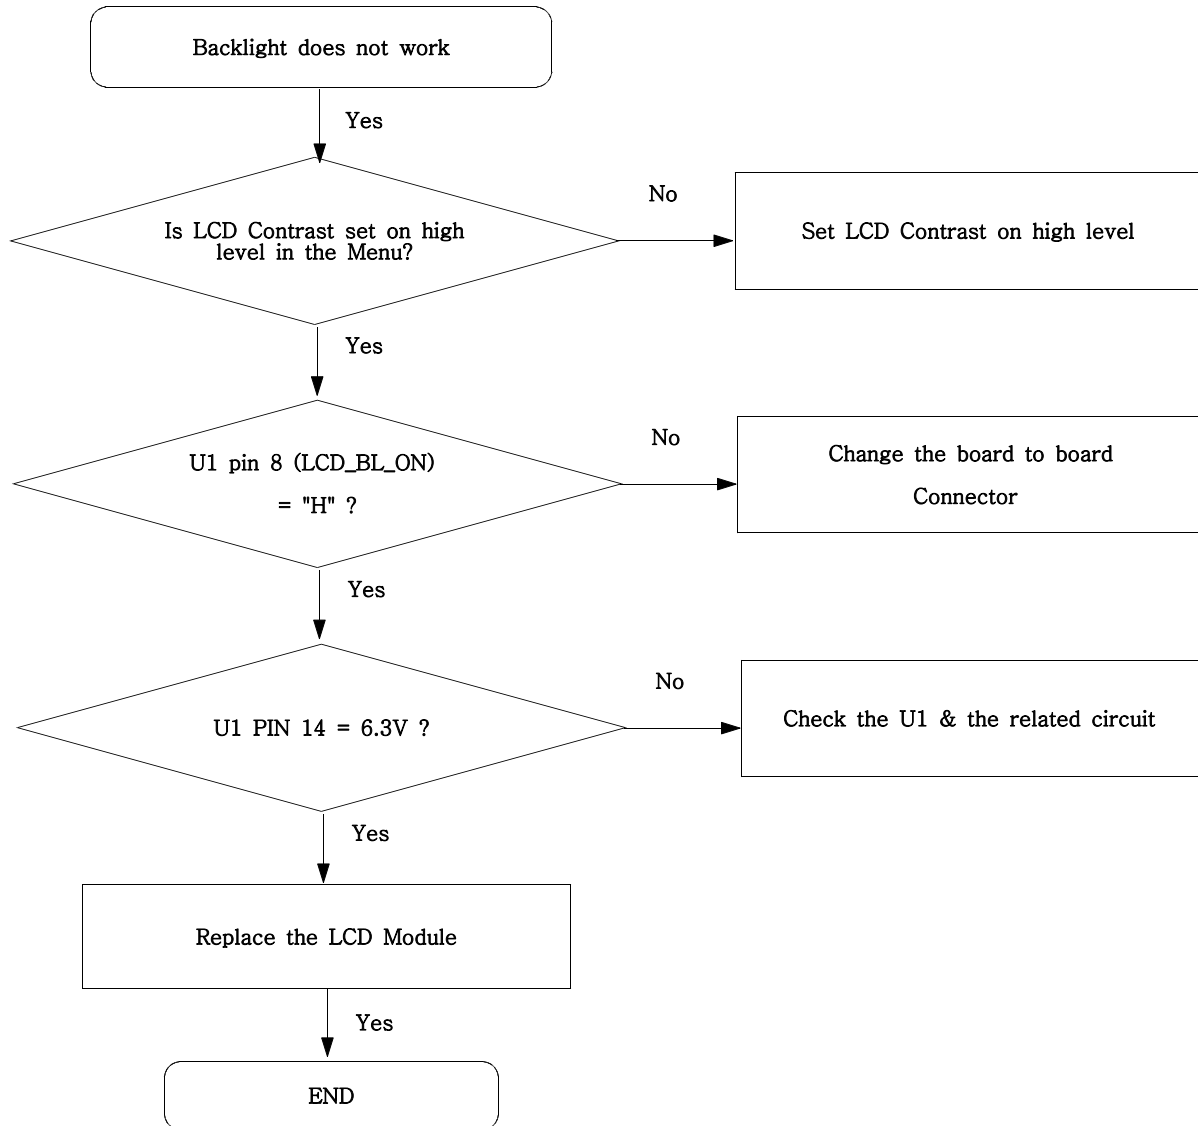 Backlight does not work
Yes
Is LCD Contrast set on high
level in the Menu?
No
Set LCD Contrast on high level
Yes
U1 pin 8 (LCD_BL_ON)
= "H" ?
No
Change the board to board
Connector
Yes
U1 PIN 14 = 6.3V ?
No
Check the U1 & the related circuit
Yes
Replace the LCD Module
Yes
END